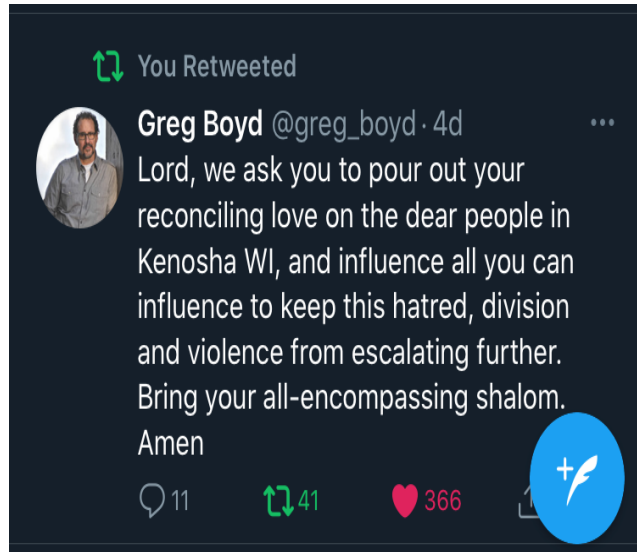 You Retweeted
Greg Boyd @greg_boyd · 4d
Lord, we ask you to pour out your
reconciling love on the dear people in
Kenosha WI, and influence all you can
influence to keep this hatred, division
and violence from escalating further.
Bring your all-encompassing shalom.
Amen
11 41 366